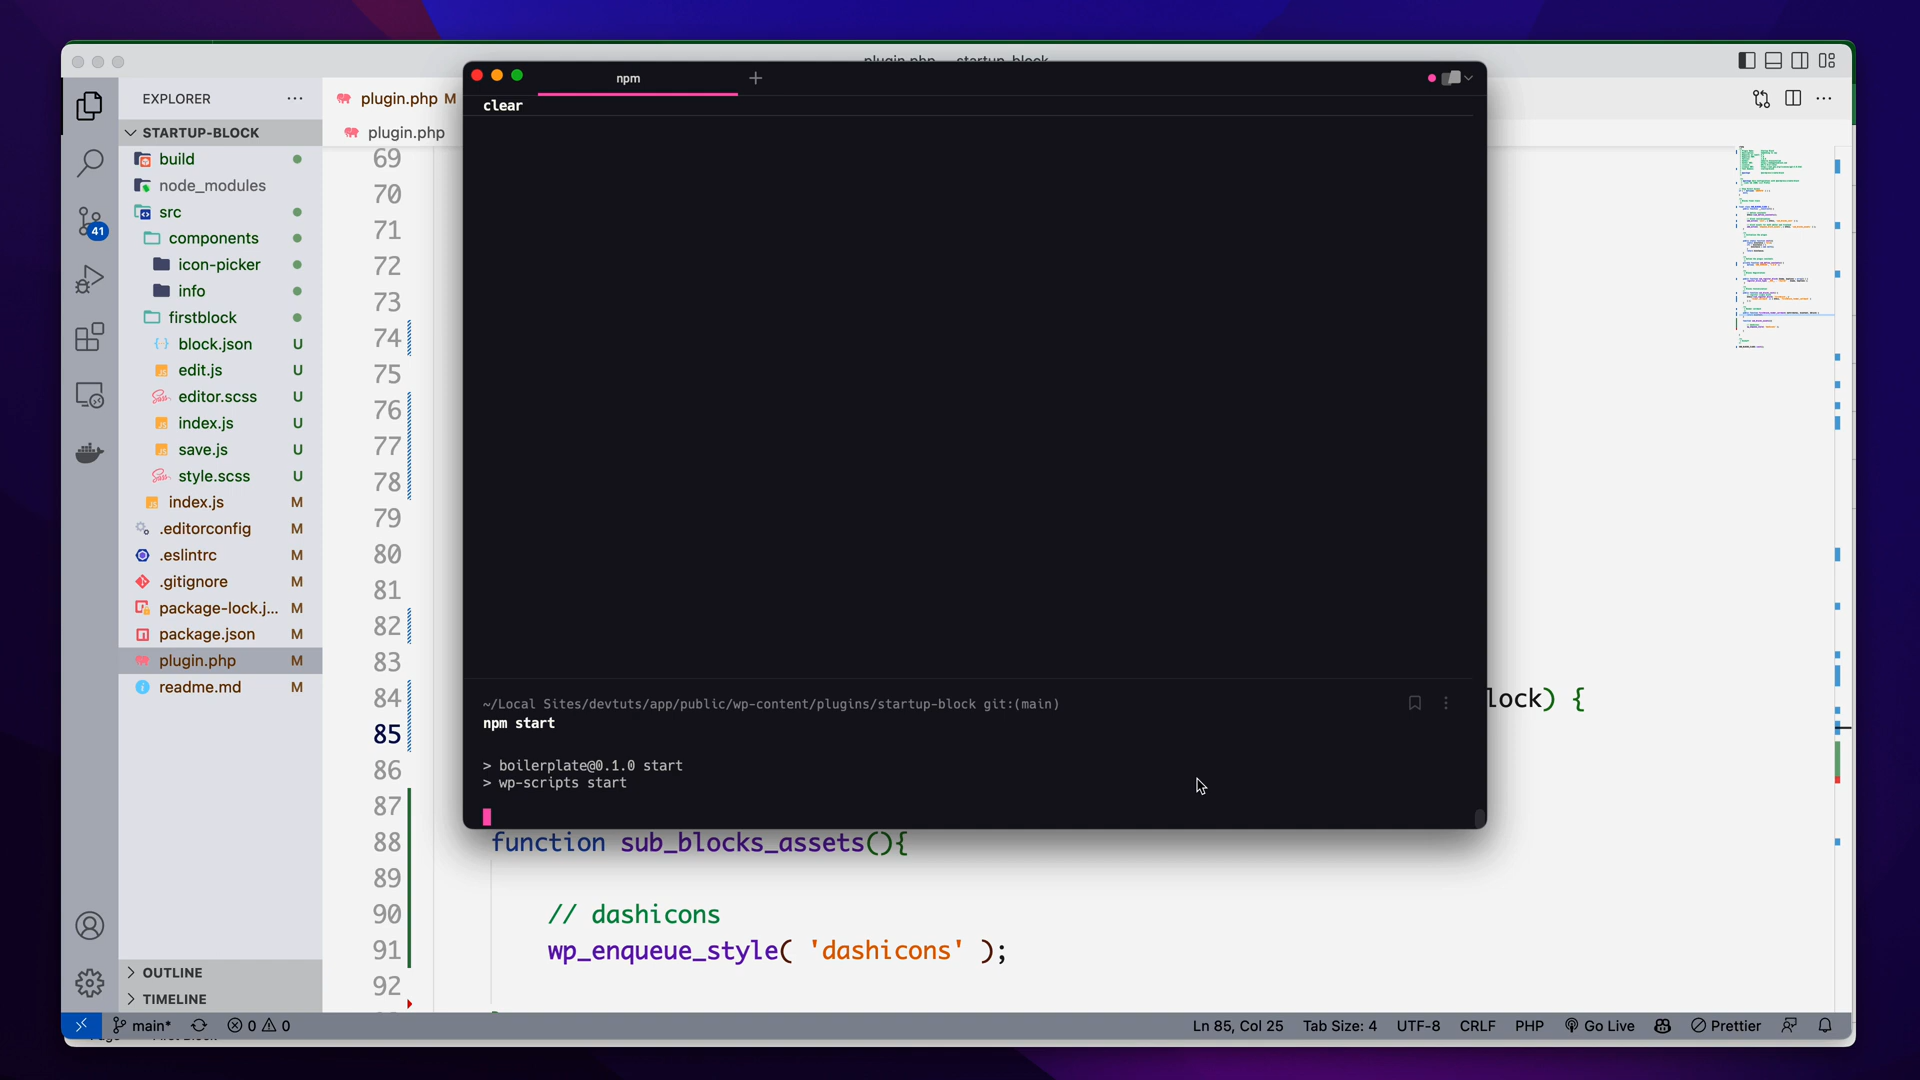 plugin.php — startup-block
npm
clear
EXPLORER
STARTUP-BLOCK
build
node_modules
src
components
icon-picker
info
firstblock
block.json U
edit.js U
editor.scss U
index.js U
save.js U
style.scss U
index.js M
.editorconfig M
.eslintrc M
.gitignore M
package-lock.j... M
package.json M
plugin.php M
readme.md M
OUTLINE
TIMELINE
41
plugin.php M
plugin.php
69
70
71
72
73
74
75
76
77
78
79
80
81
82
83
84 lock) {
85
86
87
88 function sub_blocks_assets(){
89
90 // dashicons
91 wp_enqueue_style( 'dashicons' );
92
~/Local Sites/devtuts/app/public/wp-content/plugins/startup-block git:(main)
npm start
> boilerplate@0.1.0 start
> wp-scripts start
main* 0 0 Ln 85, Col 25 Tab Size: 4 UTF-8 CRLF PHP Go Live Prettier